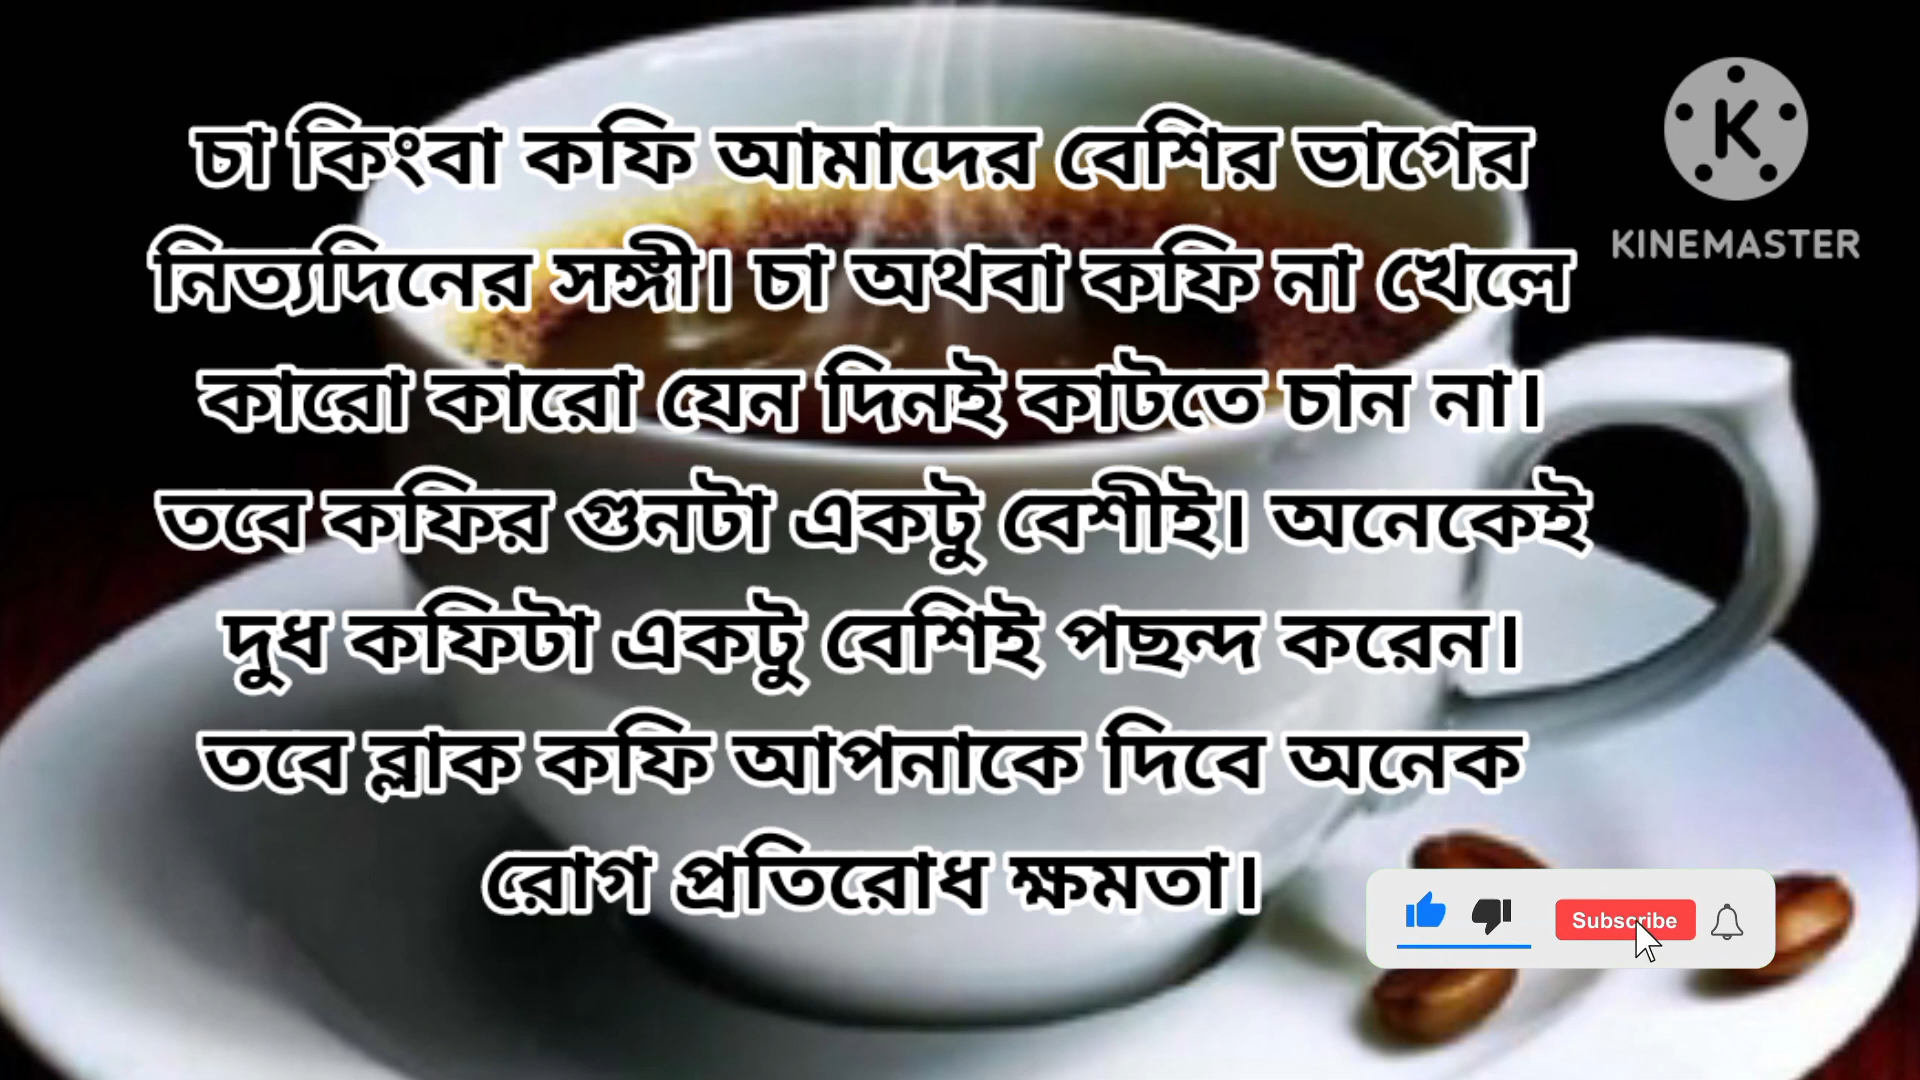 চা কিংবা কফি আমাদের বেশির ভাগের
নিত্যদিনের সঙ্গী। চা অথবা কফি না খেলে
কারো কারো যেন দিনই কাটতে চান না।
তবে কফির গুনটা একটু বেশীই। অনেকেই
দুধ কফিটা একটু বেশিই পছন্দ করেন।
তবে ব্লাক কফি আপনাকে দিবে অনেক
রোগ প্রতিরোধ ক্ষমতা।
K
KINEMASTER
Subscribe